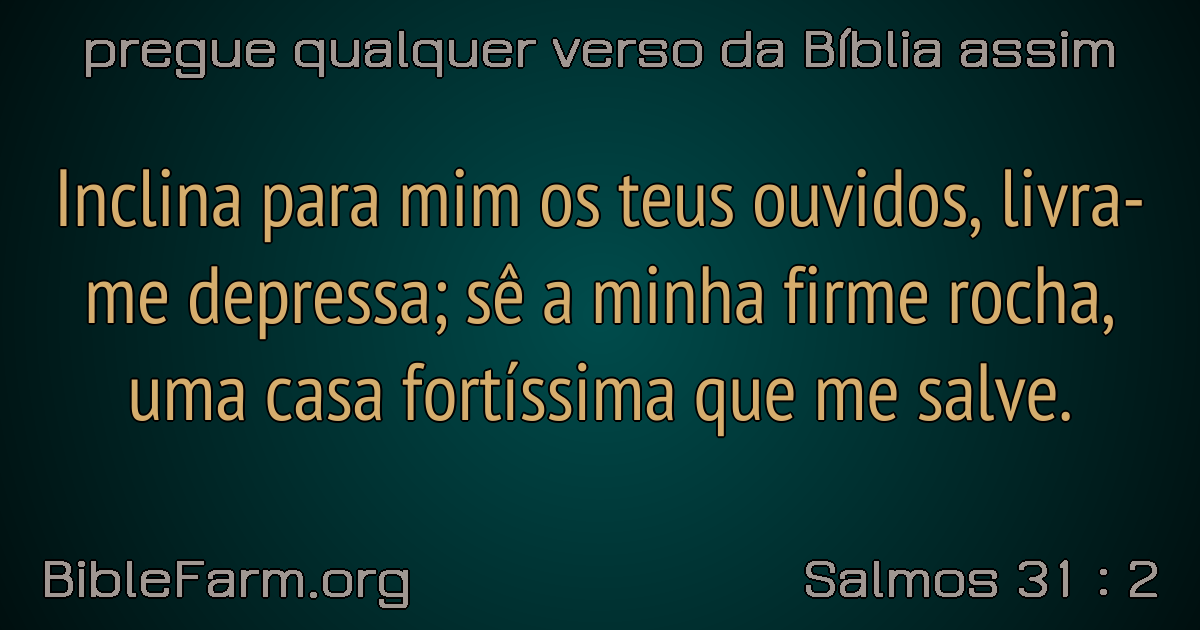 pregue qualquer verso da Bíblia assim
Inclina para mim os teus ouvidos, livra-
me depressa; sê a minha firme rocha,
uma casa fortíssima que me salve.
BibleFarm.org
Salmos 31 : 2